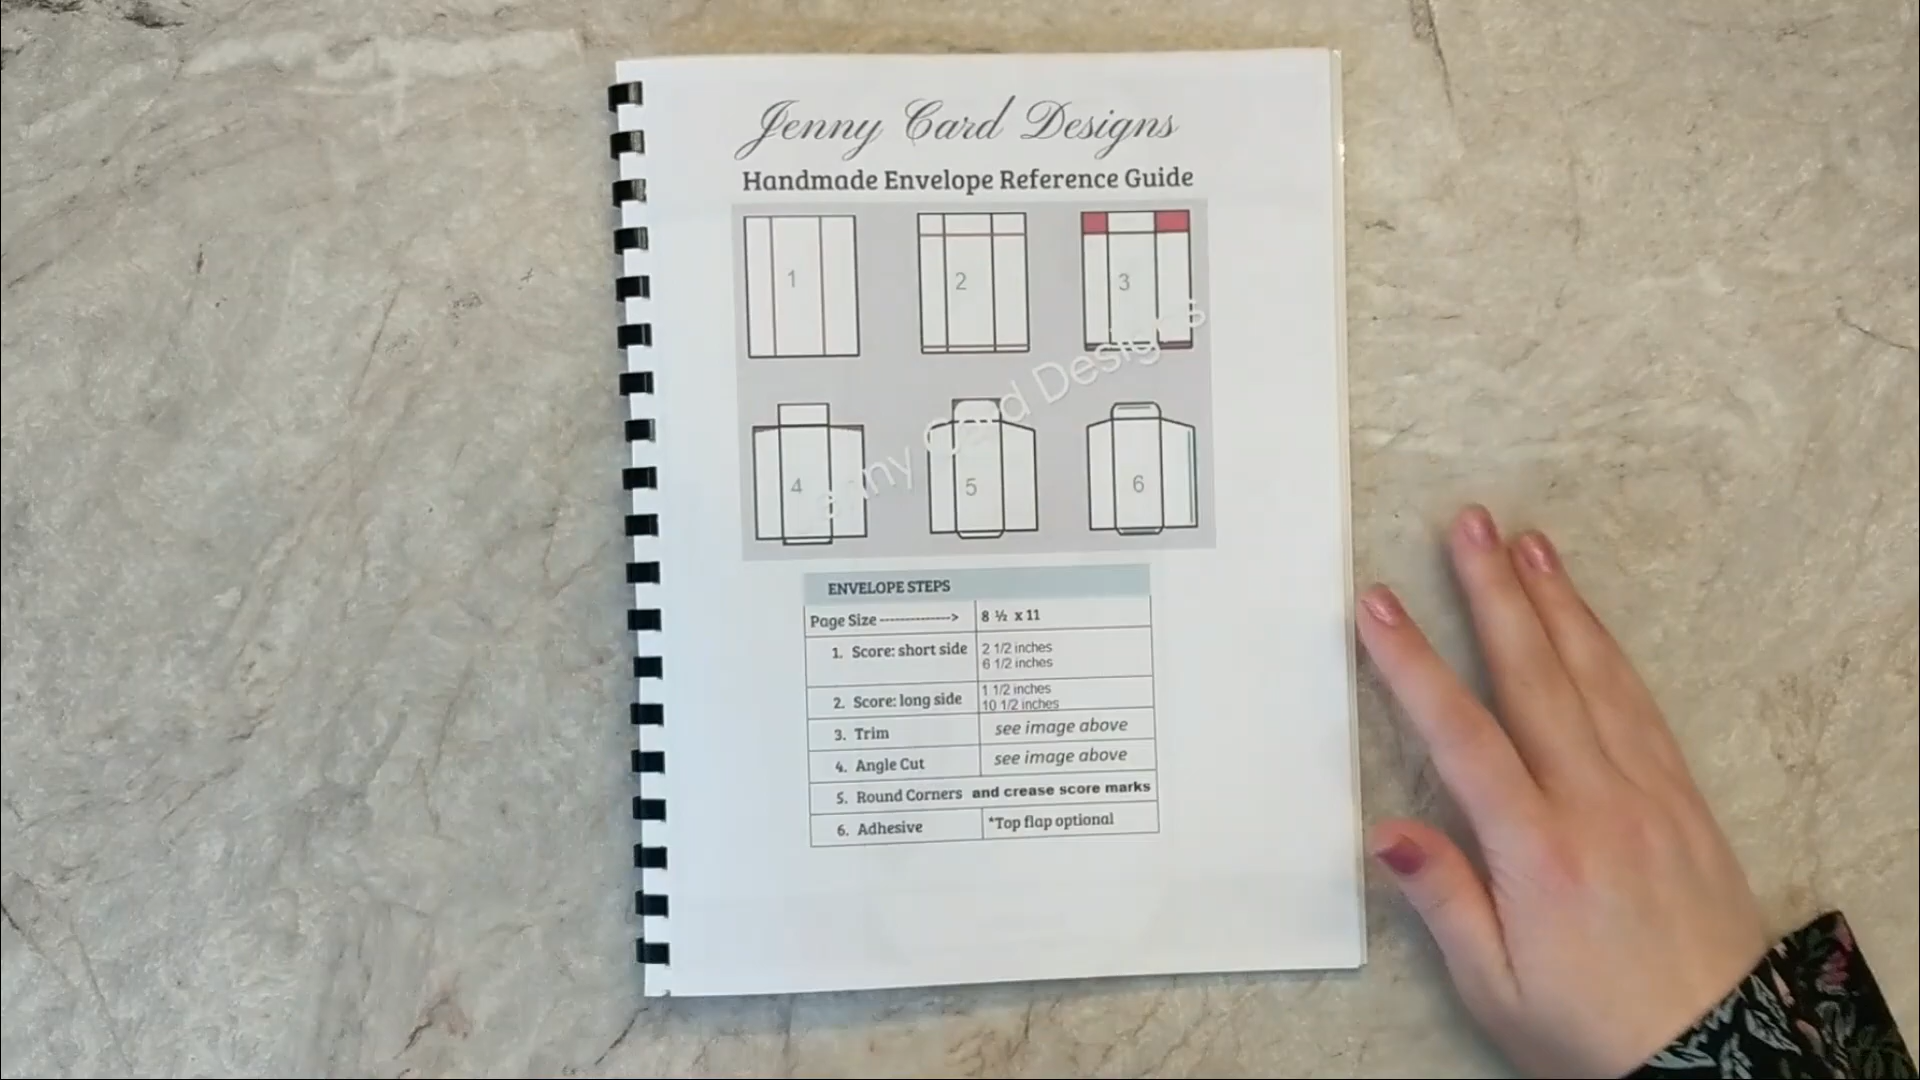 Jenny Card Designs
Handmade Envelope Reference Guide
1
2
3
4
5
6
Jenny Card Designs
ENVELOPE STEPS
Page Size --------------> 8 ½ x 11
1. Score: short side 2 1/2 inches
6 1/2 inches
2. Score: long side 1 1/2 inches
10 1/2 inches
3. Trim see image above
4. Angle Cut see image above
5. Round Corners and crease score marks
6. Adhesive *Top flap optional